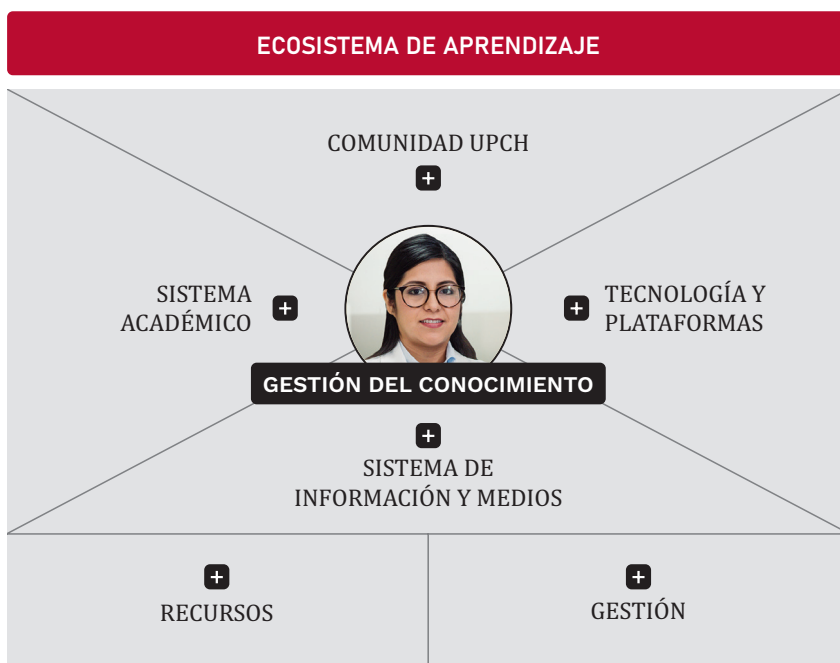 ECOSISTEMA DE APRENDIZAJE
COMUNIDAD UPCH
SISTEMA
ACADÉMICO
TECNOLOGÍA Y
PLATAFORMAS
GESTIÓN DEL CONOCIMIENTO
SISTEMA DE
INFORMACIÓN Y MEDIOS
RECURSOS
GESTIÓN